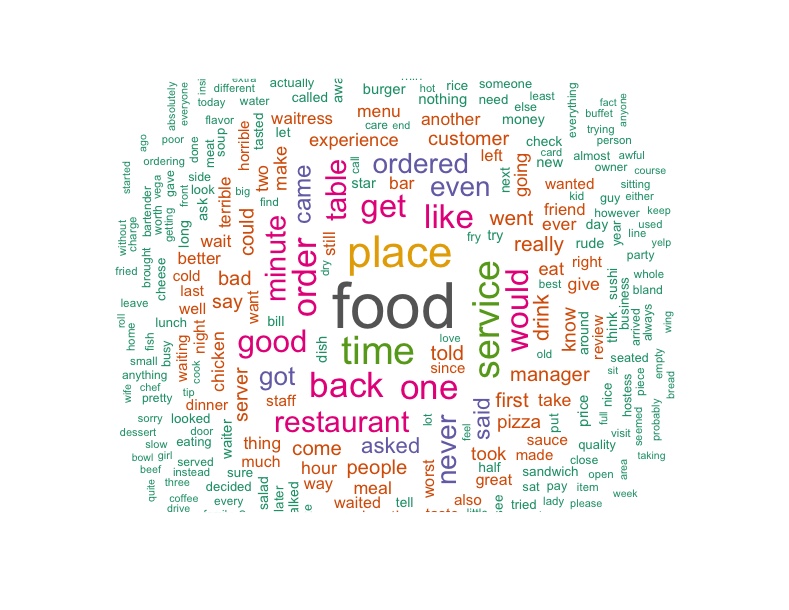 food
place
time
service
good
back
one
restaurant
order
minute
table
get
like
would
ordered
even
came
got
asked
never
said
experience
customer
another
menu
waitress
horrible
two
make
terrible
could
wait
better
bad
say
want
cold
last
well
night
waiting
chicken
server
dinner
staff
thing
much
come
hour
way
people
meal
waited
worst
took
made
great
also
sauce
pizza
first
take
manager
told
since
know
review
drink
eat
give
right
really
went
ever
friend
wanted
going
left
bar
still
actually
called
burger
hot
rice
someone
nothing
need
least
else
money
everything
fact
buffet
anyone
trying
person
check
card
new
almost
awful
owner
course
sitting
next
kid
guy
either
however
keep
used
day
year
line
yelp
rude
party
fry
try
star
call
care
end
let
find
big
tasted
flavor
today
water
different
extra
absolutely
everyone
poor
done
meat
soup
ago
ordering
side
look
ask
started
bartender
worth
vega
gave
front
getting
long
without
charge
brought
cheese
fried
leave
roll
home
lunch
fish
busy
small
anything
wife
chef
pretty
tip
cook
bill
dish
dry
love
lot
feel
old
best
around
think
sushi
business
arrived
always
whole
bland
wing
seated
sit
hostess
piece
empty
bread
nice
full
price
put
seemed
probably
visit
quality
taking
close
open
area
week
item
pay
sat
sandwich
half
tried
lady
please
tell
later
salad
sure
every
decided
waiter
door
looked
sorry
dessert
slow
eating
bowl
girl
served
beef
instead
three
quite
coffee
drive